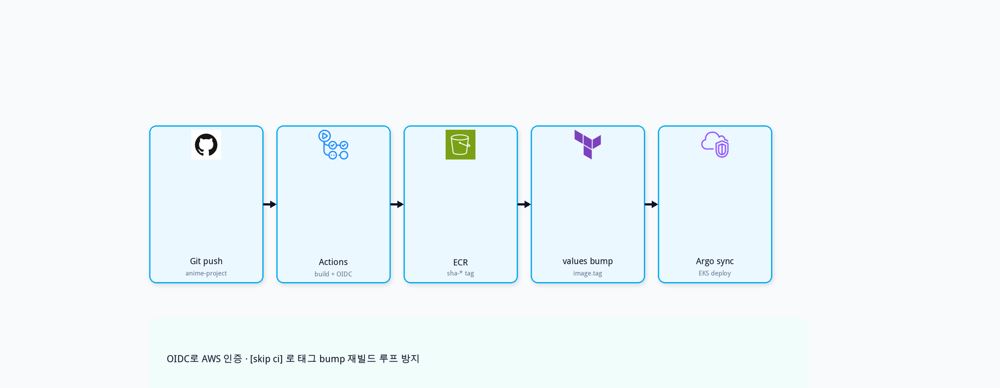 Git push
anime-project
Actions
build + OIDC
ECR
sha-* tag
values bump
image.tag
Argo sync
EKS deploy
OIDC로 AWS 인증 · [skip ci] 로 태그 bump 재빌드 루프 방지